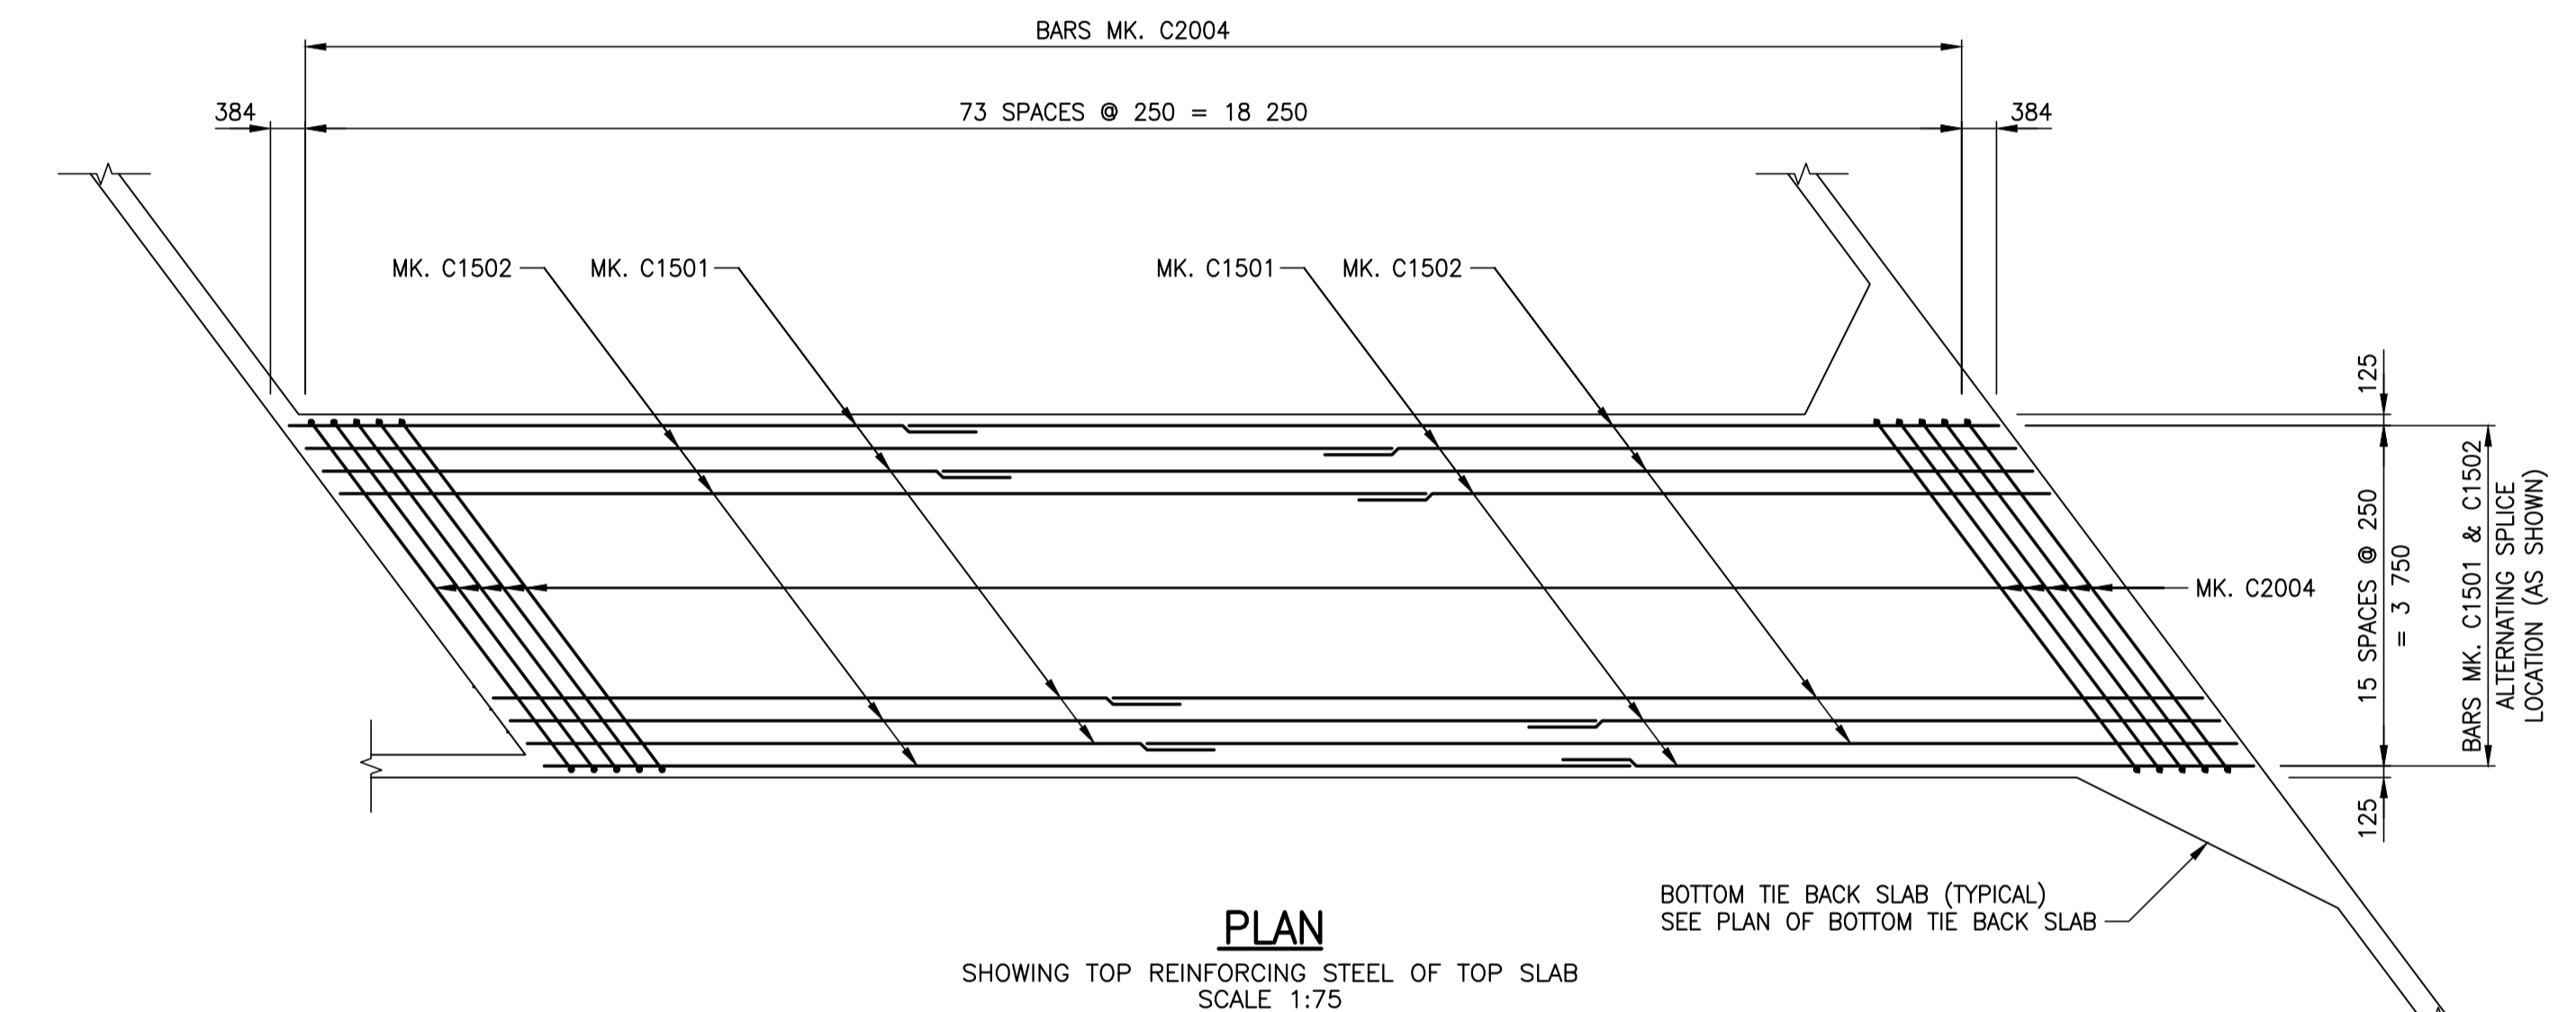 BARS MK. C2004
384
73 SPACES @ 250 = 18 250
384
MK. C1502
MK. C1501
MK. C1501
MK. C1502
125
15 SPACES @ 250
= 3 750
BARS MK. C1501 & C1502
ALTERNATING SPLICE
LOCATION (AS SHOWN)
MK. C2004
125
BOTTOM TIE BACK SLAB (TYPICAL)
SEE PLAN OF BOTTOM TIE BACK SLAB
PLAN
SHOWING TOP REINFORCING STEEL OF TOP SLAB
SCALE 1:75